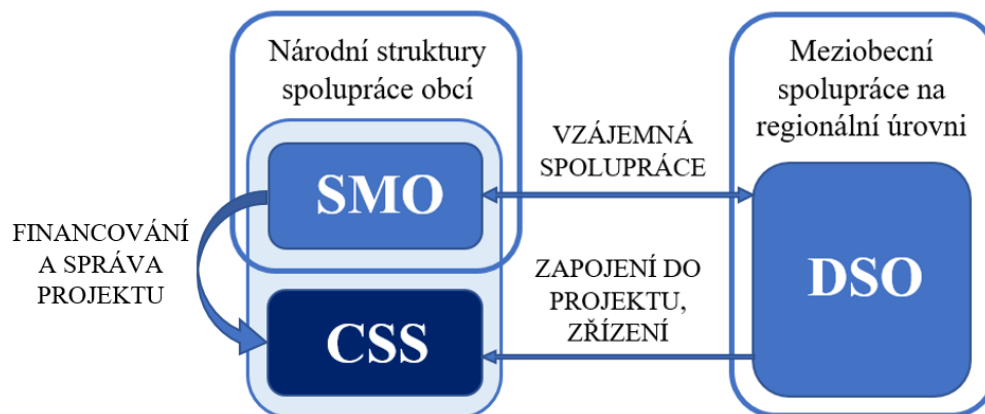 Národní struktury
spolupráce obcí
SMO
CSS
FINANCOVÁNÍ
A SPRÁVA
PROJEKTU
VZÁJEMNÁ
SPOLUPRÁCE
ZAPOJENÍ DO
PROJEKTU,
ZŘÍZENÍ
Meziobecní
spolupráce na
regionální úrovni
DSO